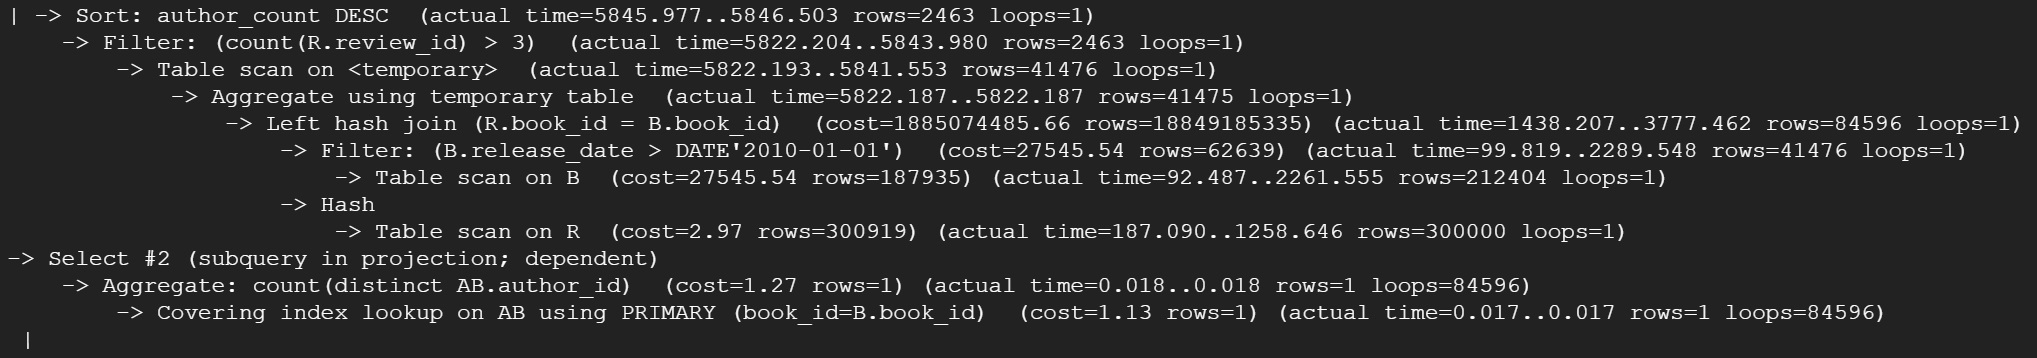 | -> Sort: author_count DESC  (actual time=5845.977..5846.503 rows=2463 loops=1)
    -> Filter: (count(R.review_id) > 3)  (actual time=5822.204..5843.980 rows=2463 loops=1)
        -> Table scan on <temporary>  (actual time=5822.193..5841.553 rows=41476 loops=1)
            -> Aggregate using temporary table  (actual time=5822.187..5822.187 rows=41475 loops=1)
                -> Left hash join (R.book_id = B.book_id)  (cost=1885074485.66 rows=18849185335) (actual time=1438.207..3777.462 rows=84596 loops=1)
                    -> Filter: (B.release_date > DATE'2010-01-01')  (cost=27545.54 rows=62639) (actual time=99.819..2289.548 rows=41476 loops=1)
                        -> Table scan on B  (cost=27545.54 rows=187935) (actual time=92.487..2261.555 rows=212404 loops=1)
                    -> Hash
                        -> Table scan on R  (cost=2.97 rows=300919) (actual time=187.090..1258.646 rows=300000 loops=1)
-> Select #2 (subquery in projection; dependent)
    -> Aggregate: count(distinct AB.author_id)  (cost=1.27 rows=1) (actual time=0.018..0.018 rows=1 loops=84596)
        -> Covering index lookup on AB using PRIMARY (book_id=B.book_id)  (cost=1.13 rows=1) (actual time=0.017..0.017 rows=1 loops=84596)
 |